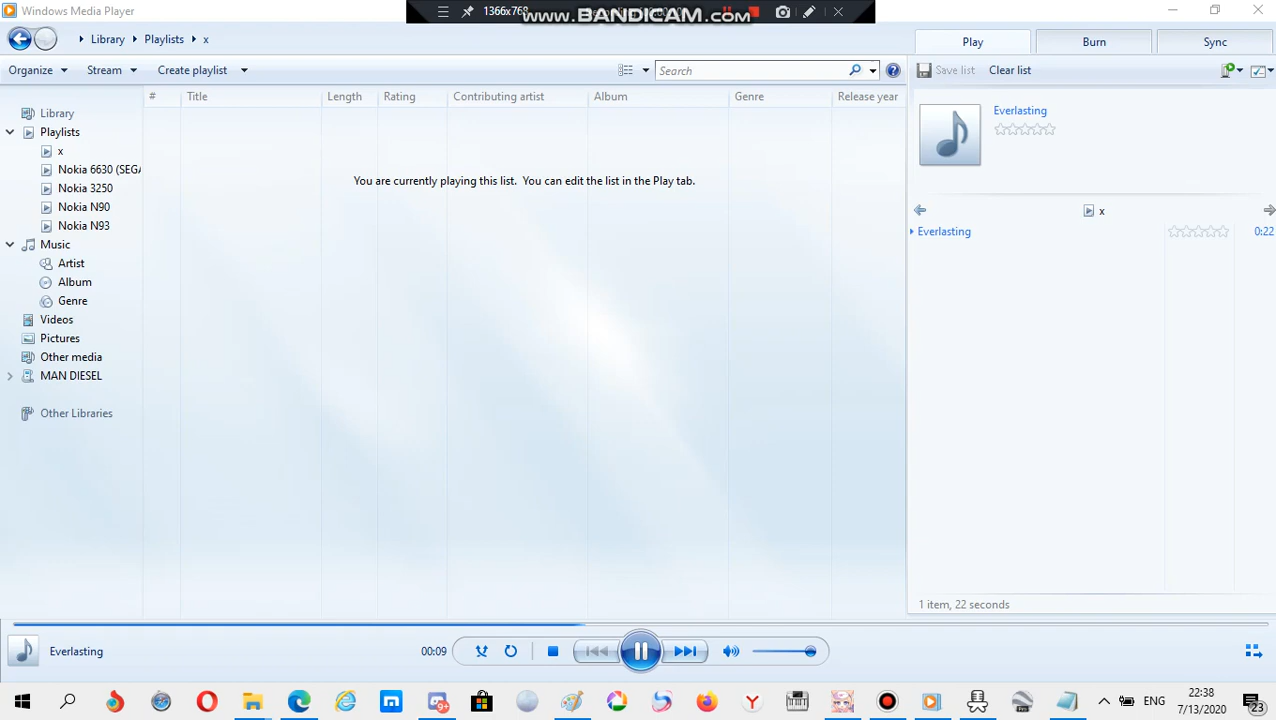 Windows Media Player
1366x768
www.BANDICAM.com
Library
Playlists
x
Play
Burn
Sync
Organize
Stream
Create playlist
Search
Save list
Clear list
#
Title
Length
Rating
Contributing artist
Album
Genre
Release year
Library
Playlists
x
Nokia 6630 (SEGA
Nokia 3250
Nokia N90
Nokia N93
Music
Artist
Album
Genre
Videos
Pictures
Other media
MAN DIESEL
Other Libraries
You are currently playing this list. You can edit the list in the Play tab.
Everlasting
x
Everlasting 0:22
1 item, 22 seconds
Everlasting
00:09
ENG
22:38
7/13/2020
23
9+